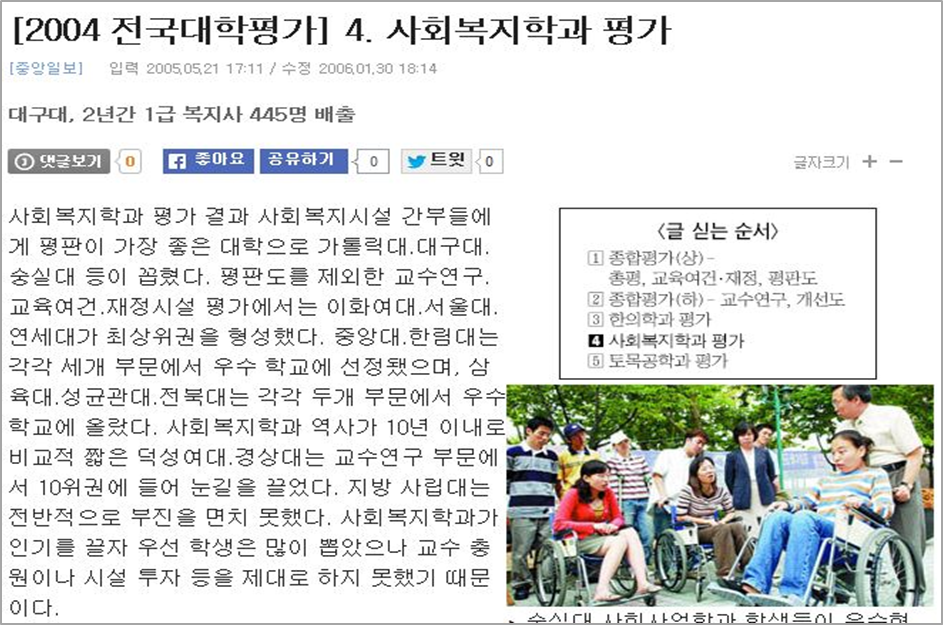 [2004 전국대학평가] 4. 사회복지학과 평가
[중앙일보] 입력 2005.05.21 17:11 / 수정 2006.01.30 18:14
대구대, 2년간 1급 복지사 445명 배출
댓글보기 0 좋아요 공유하기 0 트윗 0 글자크기 + −
사회복지학과 평가 결과 사회복지시설 간부들에
게 평판이 가장 좋은 대학으로 가톨릭대.대구대.
숭실대 등이 꼽혔다. 평판도를 제외한 교수연구.
교육여건.재정시설 평가에서는 이화여대.서울대.
연세대가 최상위권을 형성했다. 중앙대.한림대는
각각 세개 부문에서 우수 학교에 선정됐으며, 삼
육대.성균관대.전북대는 각각 두개 부문에서 우수
학교에 올랐다. 사회복지학과 역사가 10년 이내로
비교적 짧은 덕성여대.경상대는 교수연구 부문에
서 10위권에 들어 눈길을 끌었다. 지방 사립대는
전반적으로 부진을 면치 못했다. 사회복지학과가
인기를 끌자 우선 학생은 많이 뽑았으나 교수 충
원이나 시설 투자 등을 제대로 하지 못했기 때문
이다.
〈글 싣는 순서〉
1 종합평가(상) -
총평, 교육여건·재정, 평판도
2 종합평가(하) - 교수연구, 개선도
3 한의학과 평가
4 사회복지학과 평가
5 토목공학과 평가
숭실대 사회사업학과 학생들이